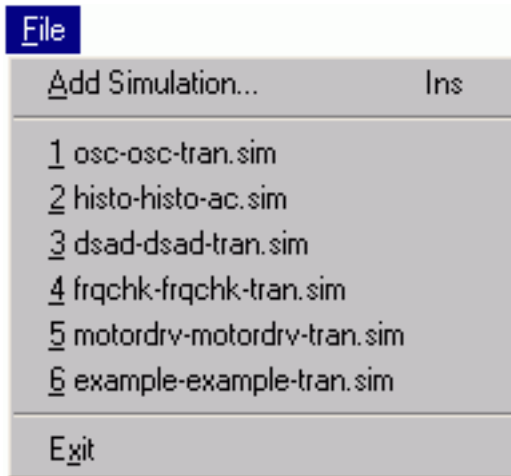 File
Add Simulation... Ins
1 osc-osc-tran.sim
2 histo-histo-ac.sim
3 dsad-dsad-tran.sim
4 frqchk-frqchk-tran.sim
5 motordrv-motordrv-tran.sim
6 example-example-tran.sim
Exit